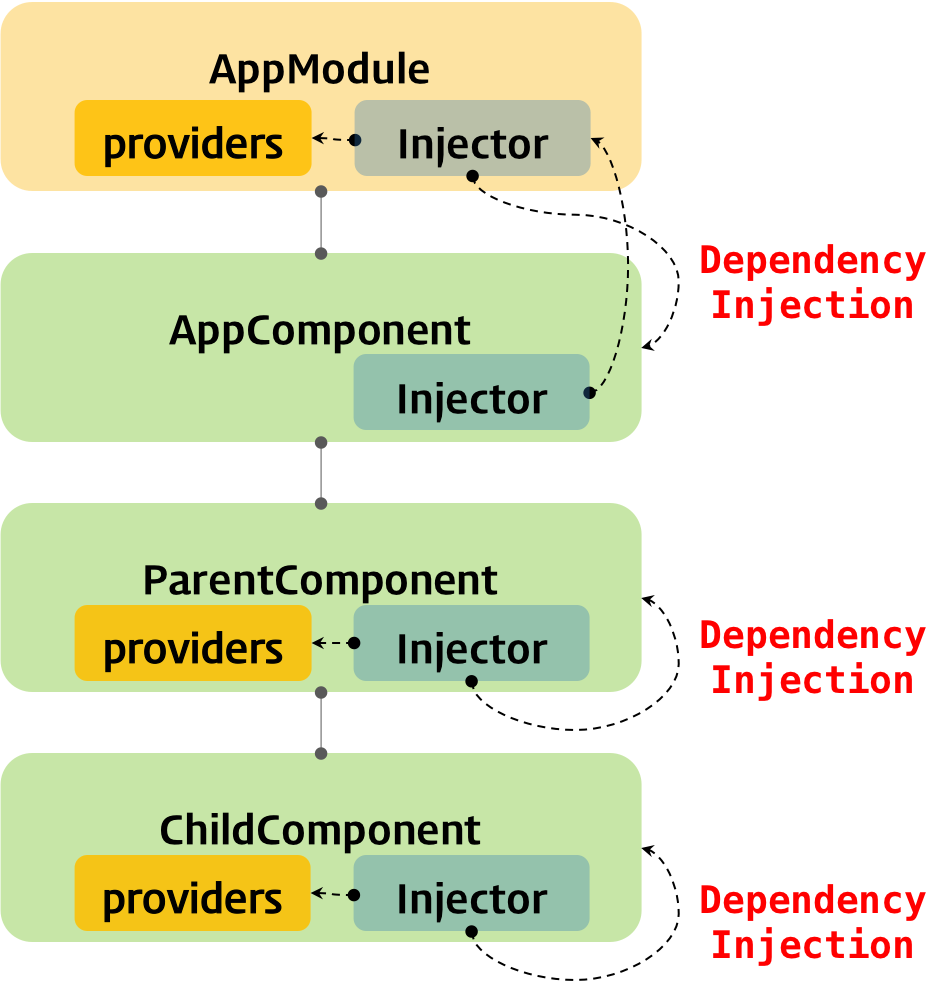 AppModule
providers
Injector
Dependency
Injection
AppComponent
Injector
ParentComponent
providers
Injector
Dependency
Injection
ChildComponent
providers
Injector
Dependency
Injection